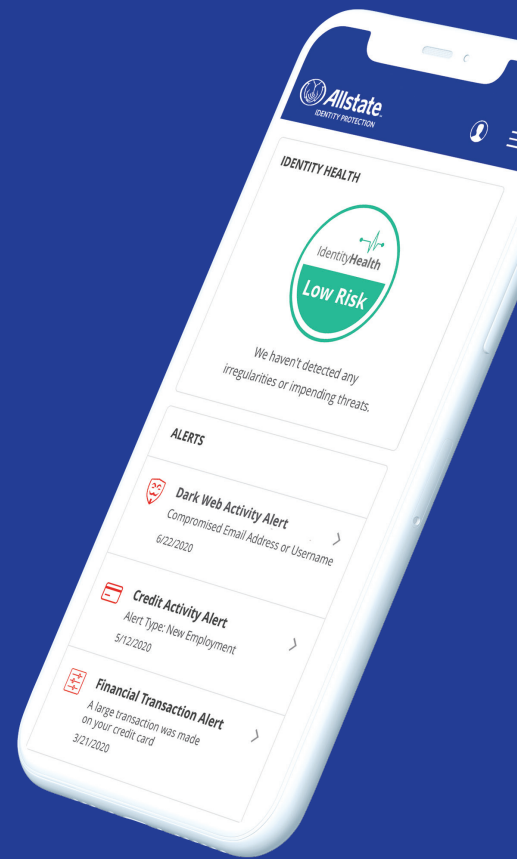 Allstate
IDENTITY PROTECTION
IDENTITY HEALTH
IdentityHealth
Low Risk
We haven't detected any
irregularities or impending threats.
ALERTS
Dark Web Activity Alert
Compromised Email Address or Username
6/22/2020
Credit Activity Alert
Alert Type: New Employment
5/12/2020
Financial Transaction Alert
A large transaction was made
on your credit card
3/21/2020